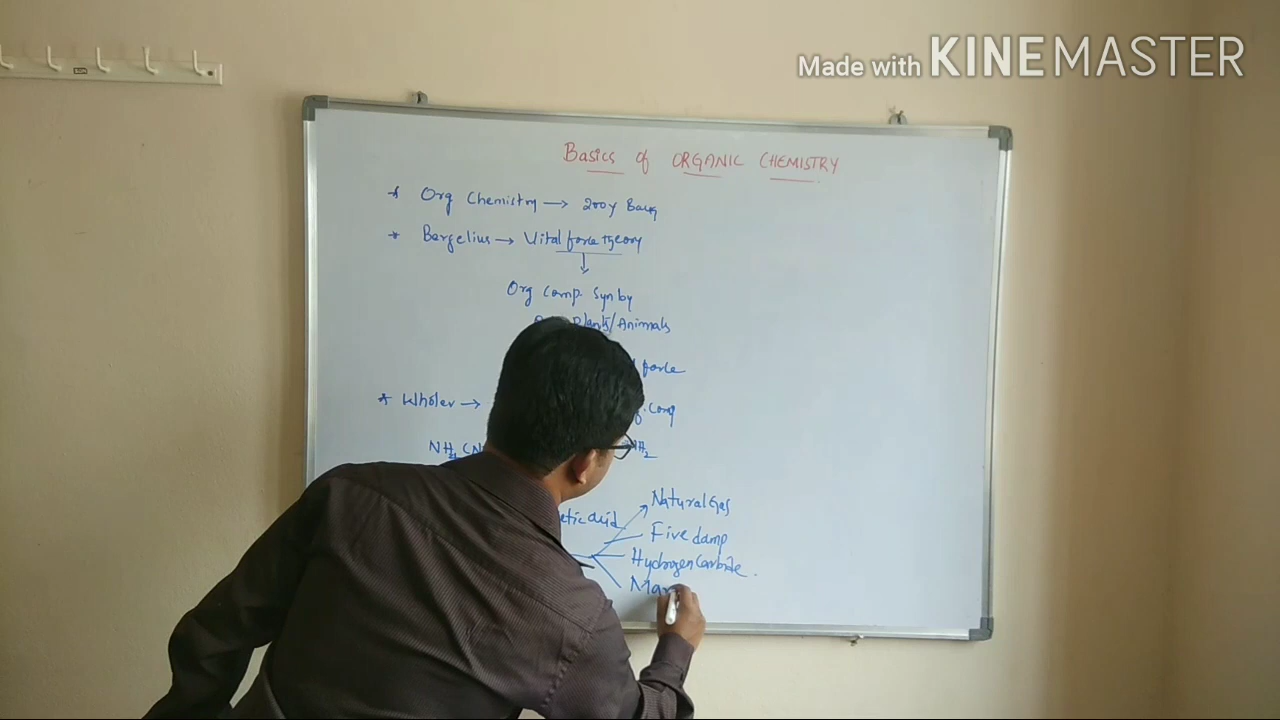 Made with KINEMASTER
Basics of ORGANIC CHEMISTRY
* Org Chemistry → 200y Back
* Bergelius → Vital force theory
↓
Org Comp. Syn by
Plants/Animals
force
* Wholer →
NH4 CN
NH2
etic acid
Natural Gas
Five damp
Hydrogen Carbide.
Mar